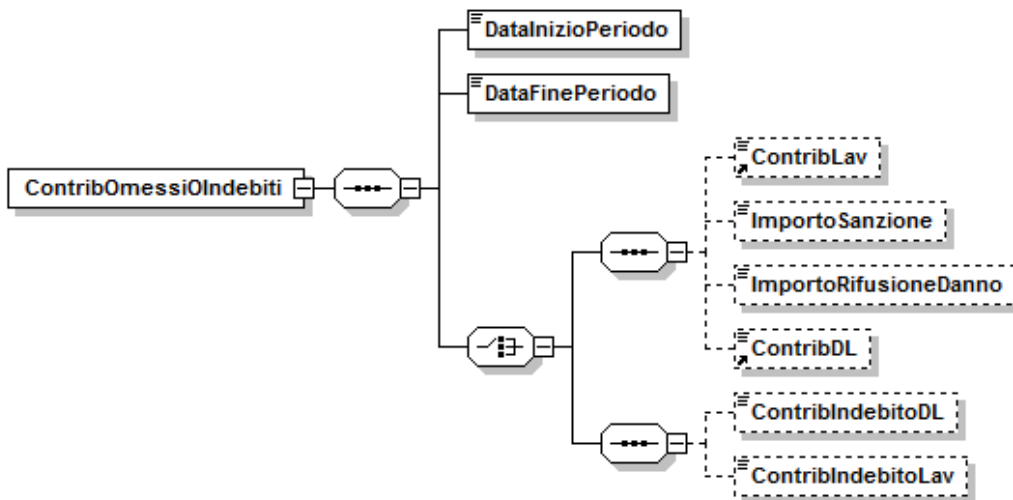 DataInizioPeriodo
DataFinePeriodo
ContribOmessiOIndebiti
ContribLav
ImportoSanzione
ImportoRifusioneDanno
ContribDL
ContribIndebitoDL
ContribIndebitoLav